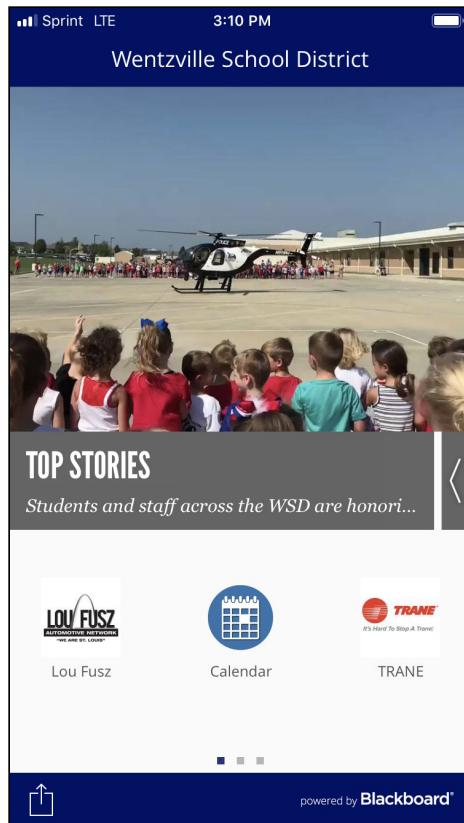 Sprint LTE 3:10 PM
Wentzville School District
POLICE
TOP STORIES
Students and staff across the WSD are honori...
LOU FUSZ
AUTOMOTIVE NETWORK
"WE ARE ST. LOUIS"
TRANE
It's Hard To Stop A Trane.
Lou Fusz
Calendar
TRANE
powered by Blackboard